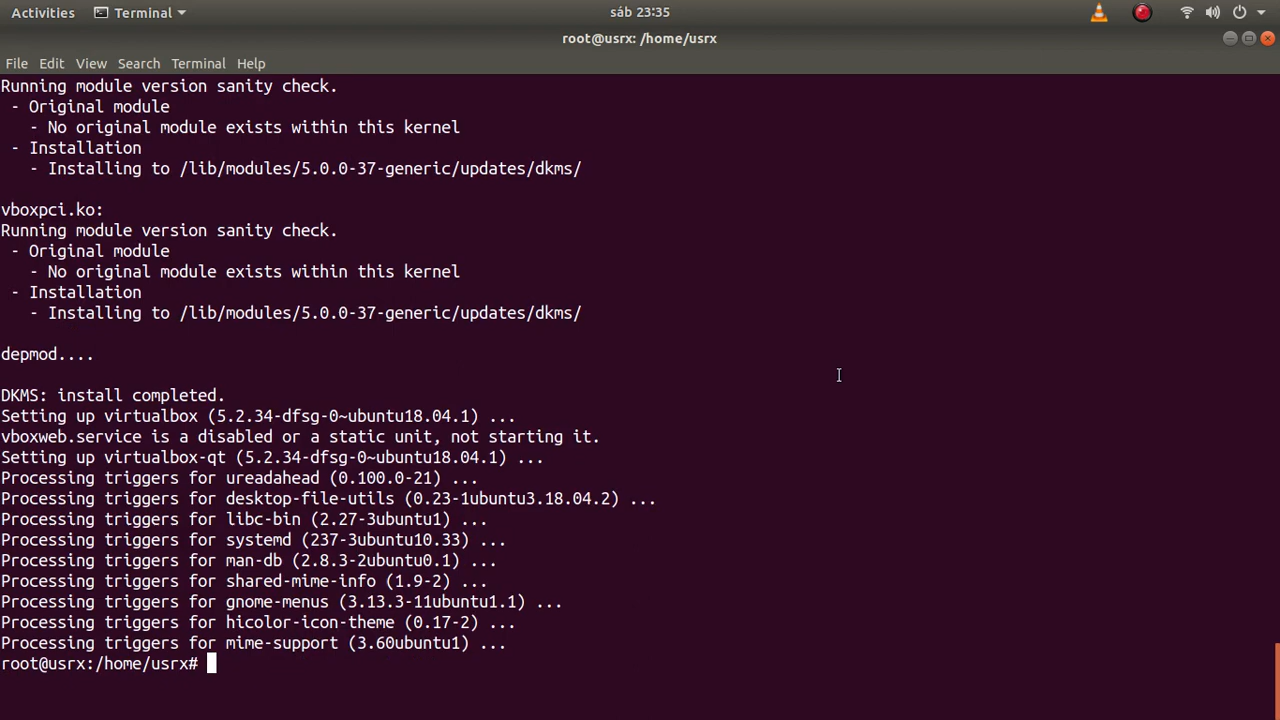 Activities Terminal sáb 23:35
root@usrx: /home/usrx
File Edit View Search Terminal Help
Running module version sanity check.
 - Original module
   - No original module exists within this kernel
 - Installation
   - Installing to /lib/modules/5.0.0-37-generic/updates/dkms/

vboxpci.ko:
Running module version sanity check.
 - Original module
   - No original module exists within this kernel
 - Installation
   - Installing to /lib/modules/5.0.0-37-generic/updates/dkms/

depmod....

DKMS: install completed.
Setting up virtualbox (5.2.34-dfsg-0~ubuntu18.04.1) ...
vboxweb.service is a disabled or a static unit, not starting it.
Setting up virtualbox-qt (5.2.34-dfsg-0~ubuntu18.04.1) ...
Processing triggers for ureadahead (0.100.0-21) ...
Processing triggers for desktop-file-utils (0.23-1ubuntu3.18.04.2) ...
Processing triggers for libc-bin (2.27-3ubuntu1) ...
Processing triggers for systemd (237-3ubuntu10.33) ...
Processing triggers for man-db (2.8.3-2ubuntu0.1) ...
Processing triggers for shared-mime-info (1.9-2) ...
Processing triggers for gnome-menus (3.13.3-11ubuntu1.1) ...
Processing triggers for hicolor-icon-theme (0.17-2) ...
Processing triggers for mime-support (3.60ubuntu1) ...
root@usrx:/home/usrx#